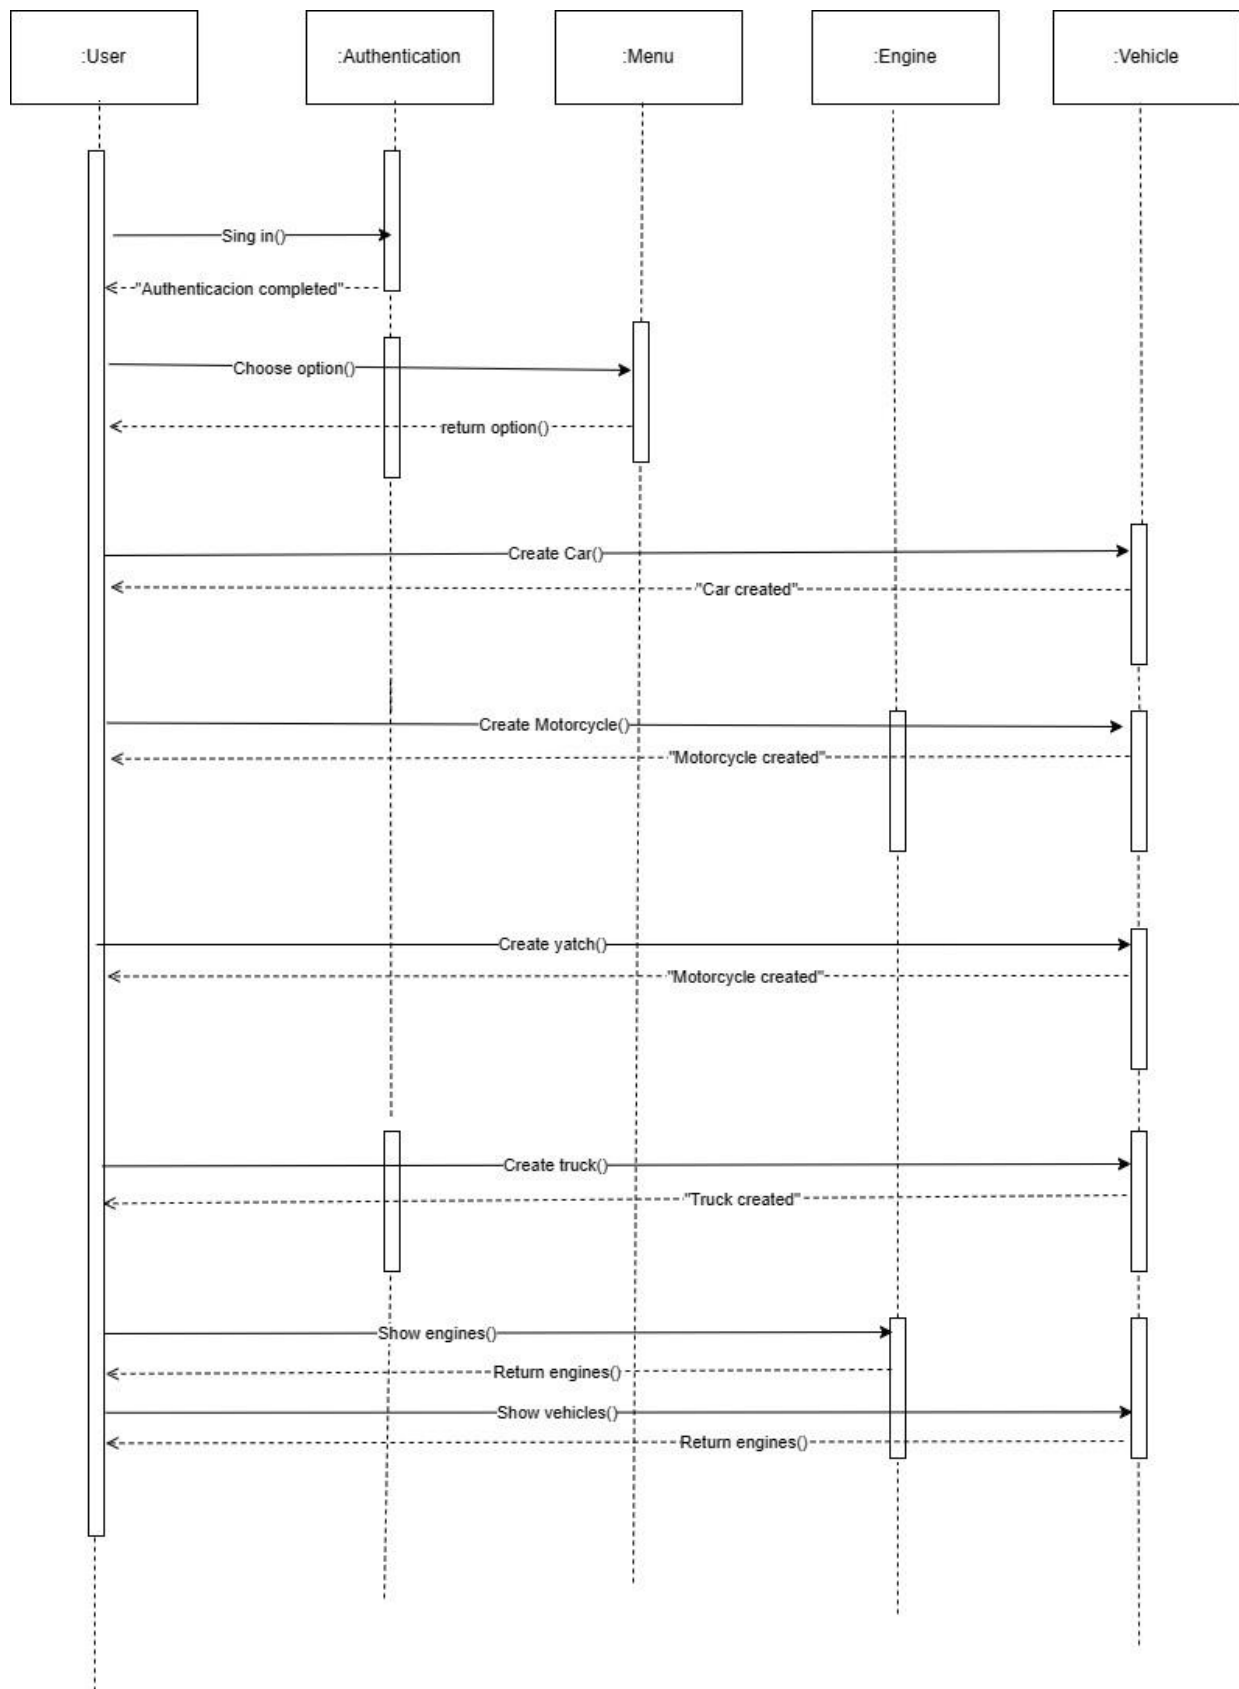 :User
:Authentication
:Menu
:Engine
:Vehicle
Sing in()
"Authenticacion completed"
Choose option()
return option()
Create Car()
"Car created"
Create Motorcycle()
"Motorcycle created"
Create yatch()
"Motorcycle created"
Create truck()
"Truck created"
Show engines()
Return engines()
Show vehicles()
Return engines()